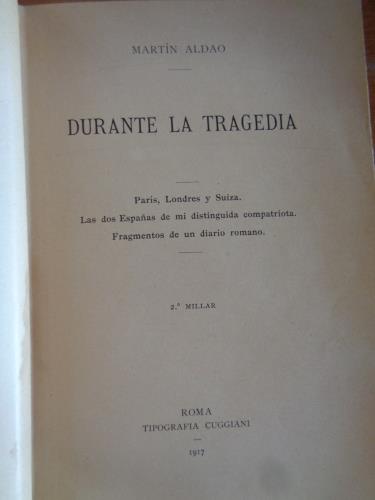 MARTÍN ALDAO
DURANTE LA TRAGEDIA
Paris, Londres y Suiza.
Las dos Españas de mi distinguida compatriota.
Fragmentos de un diario romano.
2.° MILLAR
ROMA
TIPOGRAFIA CUGGIANI
—
1917